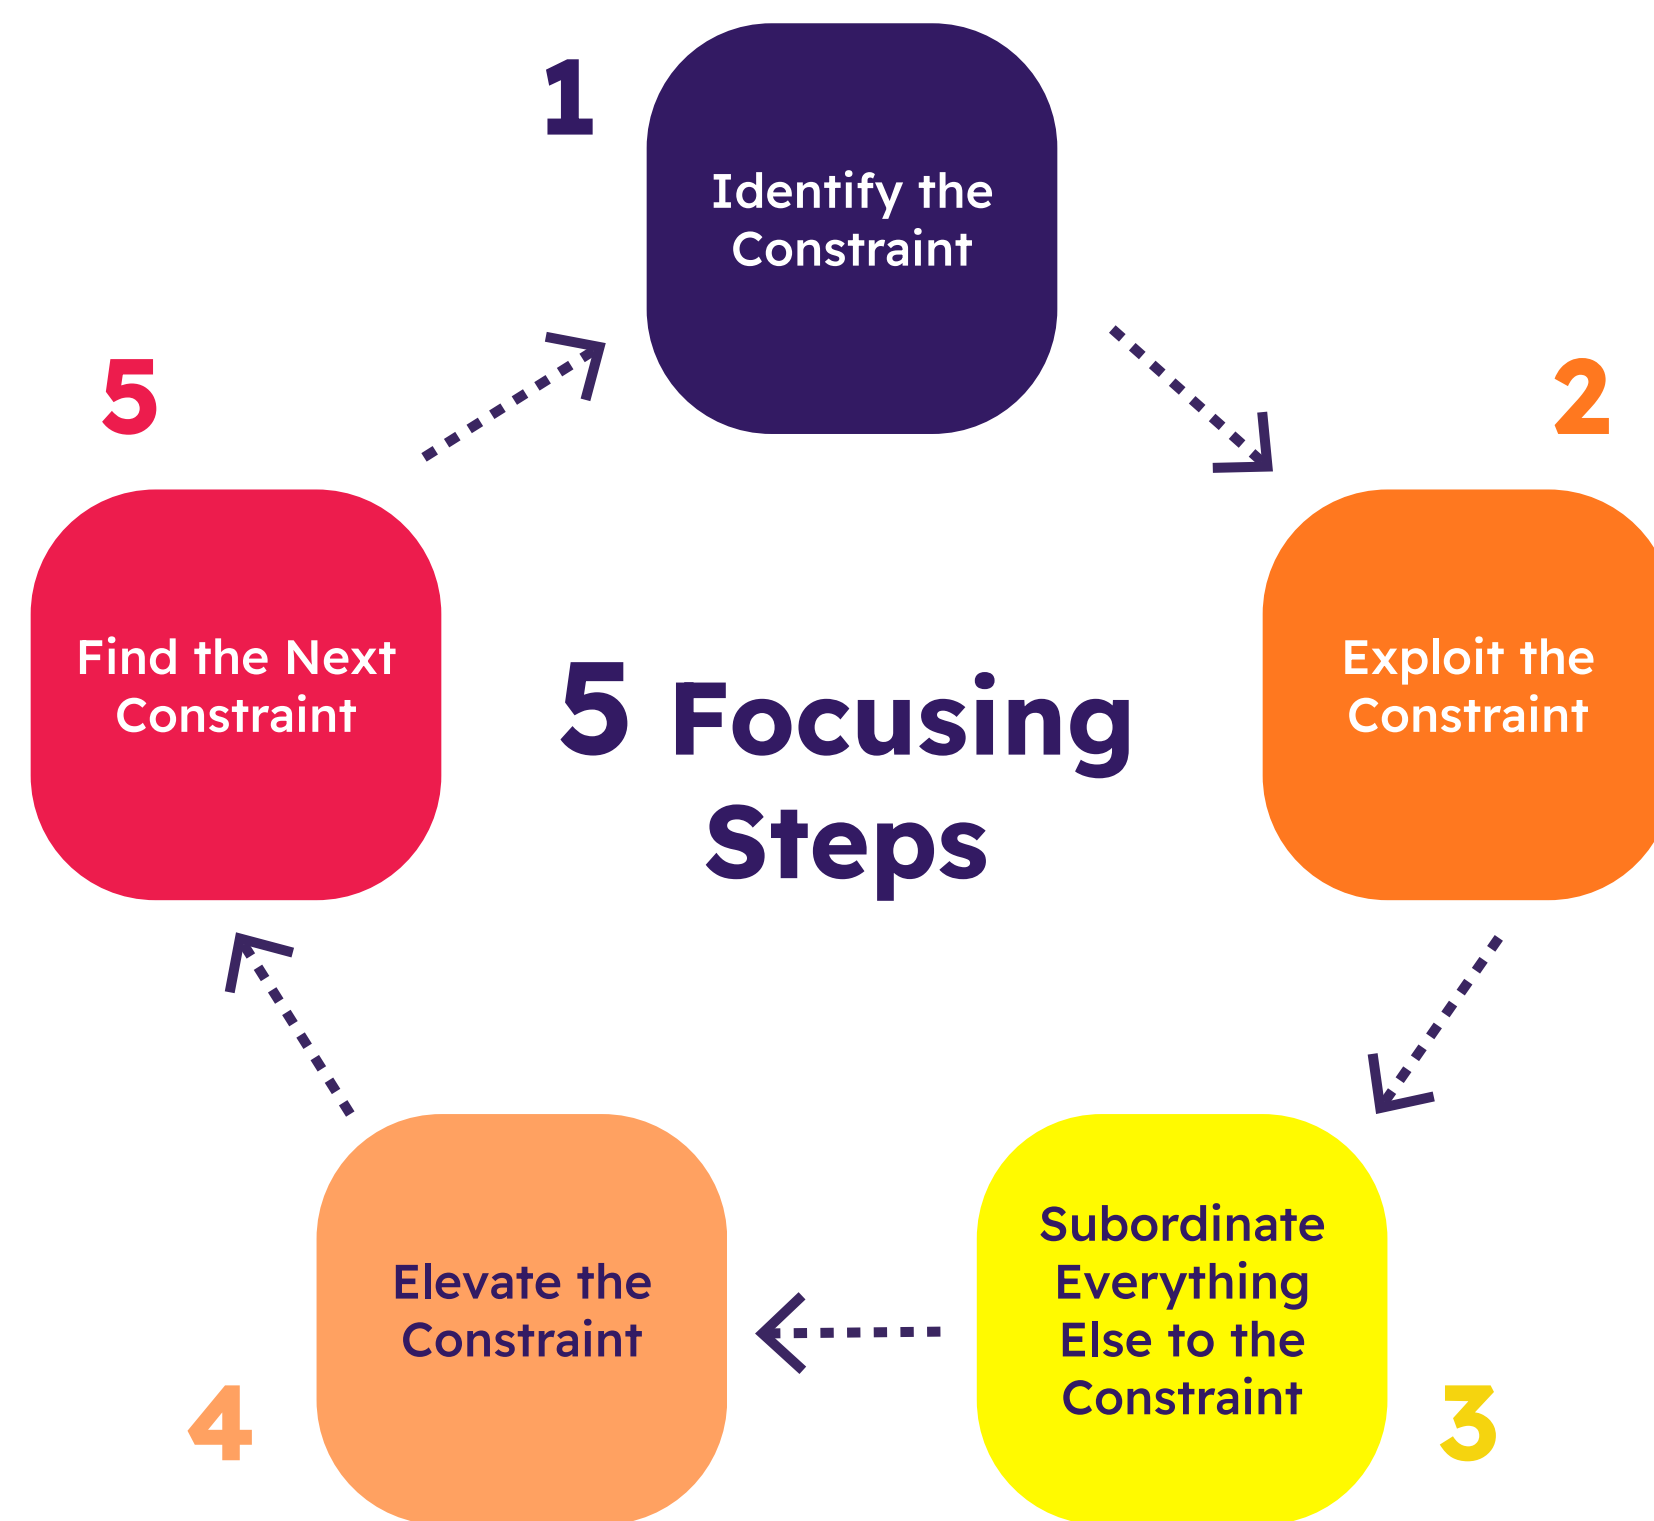 1
Identify the
Constraint
2
Exploit the
Constraint
3
Subordinate
Everything
Else to the
Constraint
4
Elevate the
Constraint
5
Find the Next
Constraint
5 Focusing
Steps